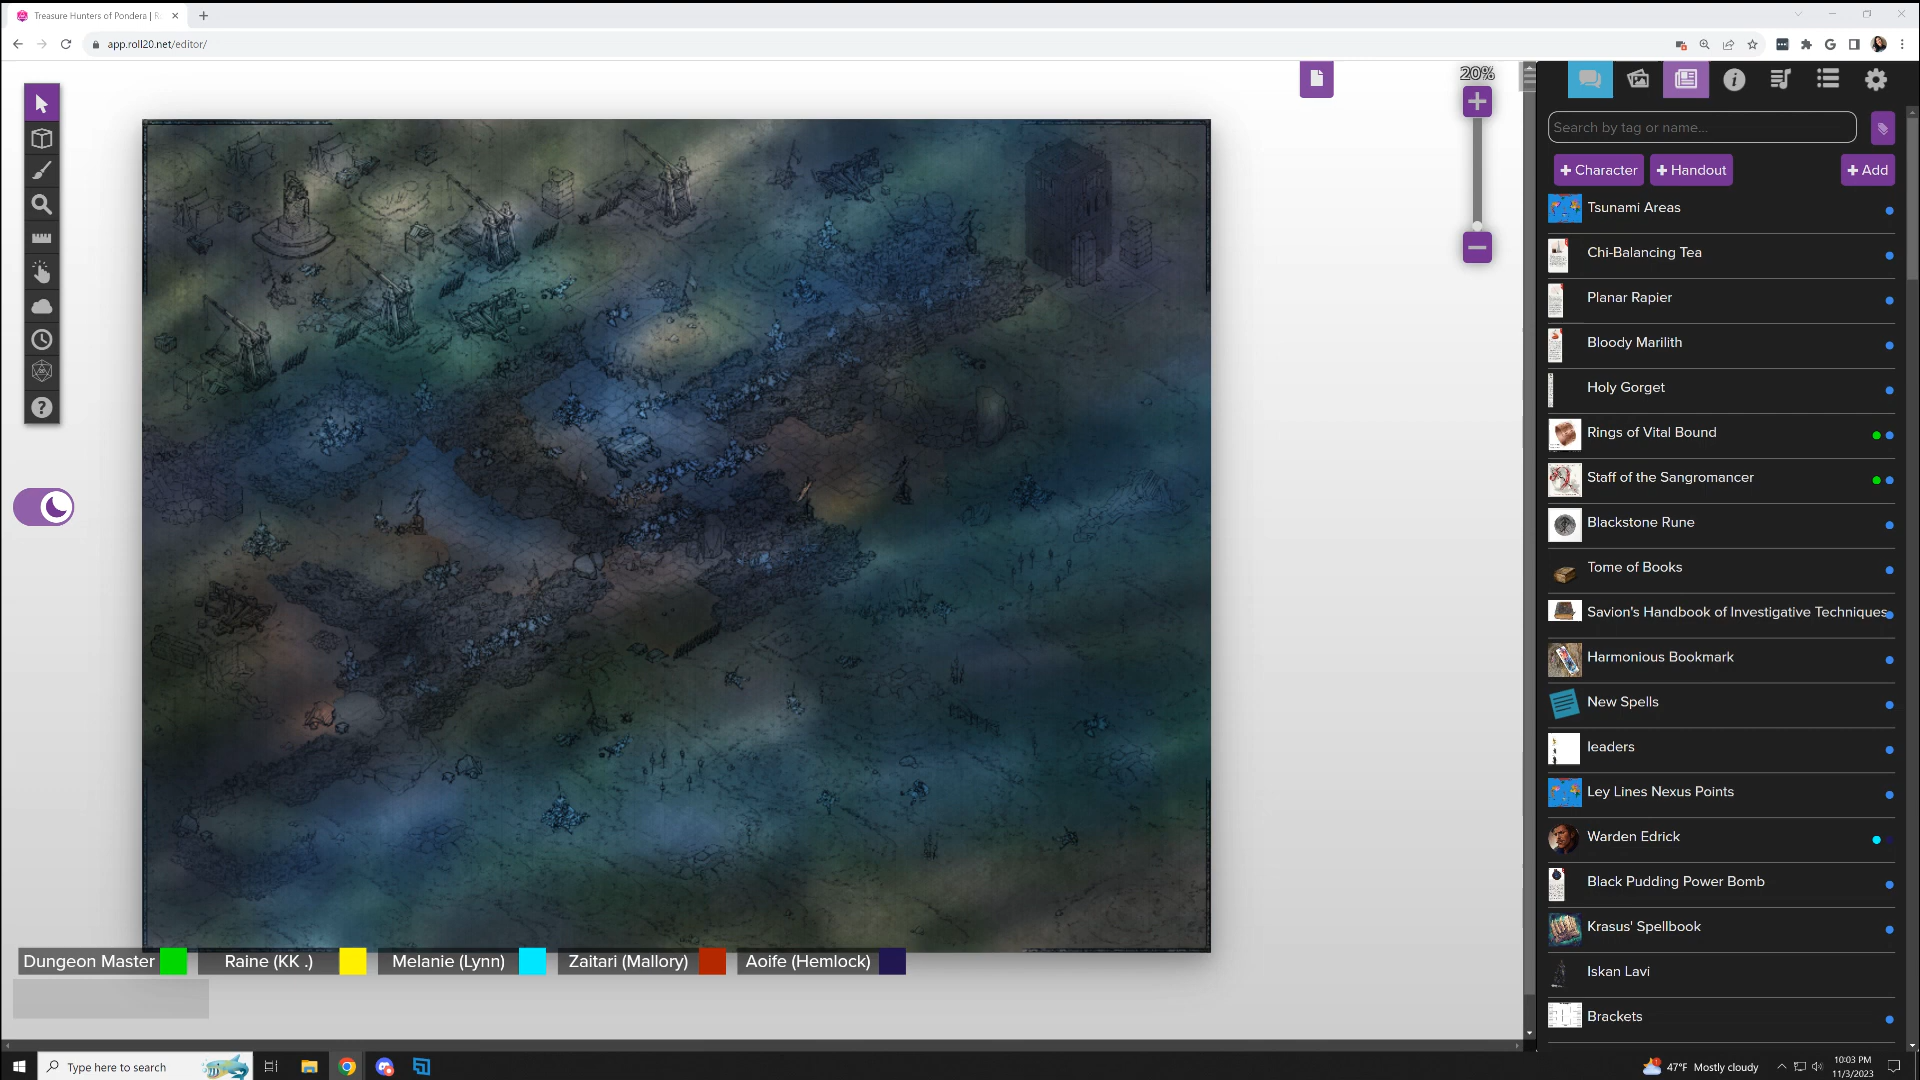 Treasure Hunters of Pondera | R
app.roll20.net/editor/
20%
Search by tag or name...
Character
Handout
Add
Tsunami Areas
Chi-Balancing Tea
Planar Rapier
Bloody Marilith
Holy Gorget
Rings of Vital Bound
Staff of the Sangromancer
Blackstone Rune
Tome of Books
Savion's Handbook of Investigative Techniques
Harmonious Bookmark
New Spells
leaders
Ley Lines Nexus Points
Warden Edrick
Black Pudding Power Bomb
Krasus' Spellbook
Iskan Lavi
Brackets
Dungeon Master
Raine (KK .)
Melanie (Lynn)
Zaitari (Mallory)
Aoife (Hemlock)
Type here to search
47°F Mostly cloudy
10:03 PM
11/3/2023